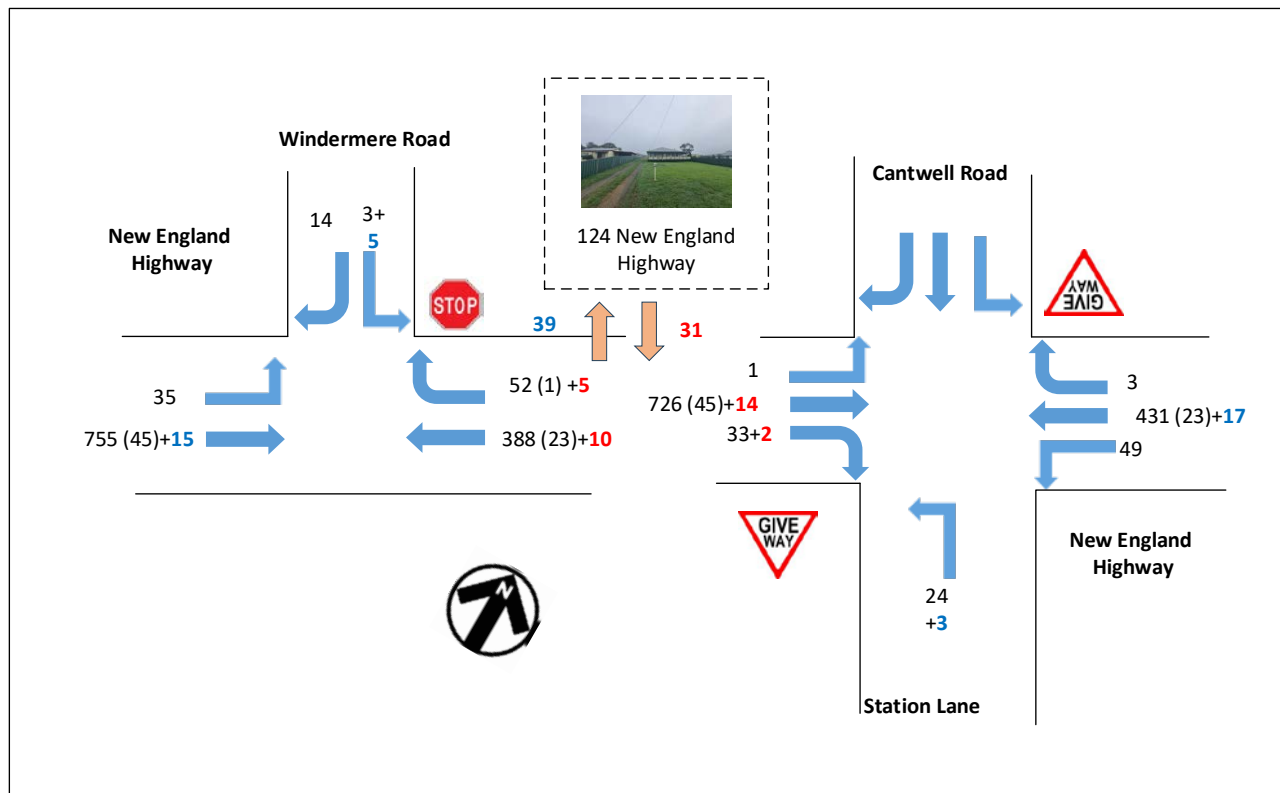 Windermere Road
Cantwell Road
New England
Highway
14
3+
5
STOP
124 New England
Highway
GIVE
WAY
39
31
35
52 (1) +5
1
3
755 (45)+15
388 (23)+10
726 (45)+14
431 (23)+17
33+2
49
GIVE
WAY
N
New England
Highway
24
+3
Station Lane